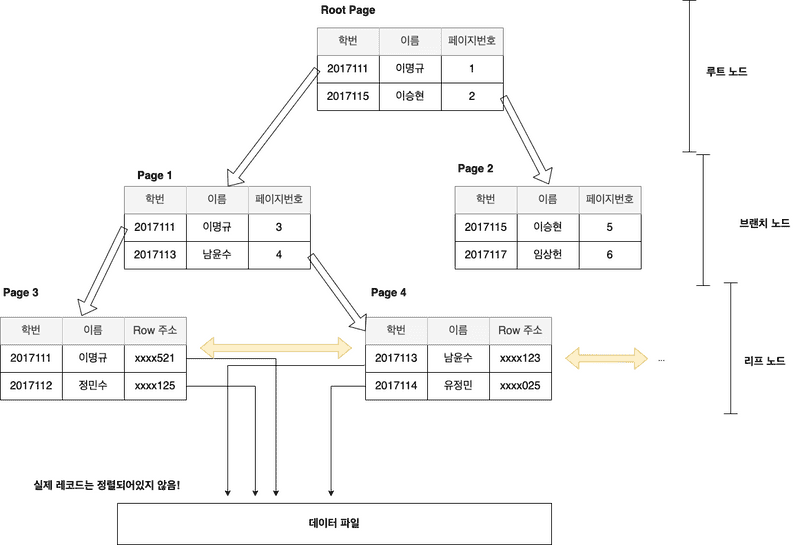 Root Page
학번 이름 페이지번호
2017111 이명규 1
2017115 이승현 2
루트 노드
Page 1
학번 이름 페이지번호
2017111 이명규 3
2017113 남윤수 4
Page 2
학번 이름 페이지번호
2017115 이승현 5
2017117 임상헌 6
브랜치 노드
Page 3
학번 이름 Row 주소
2017111 이명규 xxxx521
2017112 정민수 xxxx125
Page 4
학번 이름 Row 주소
2017113 남윤수 xxxx123
2017114 유정민 xxxx025
...
리프 노드
실제 레코드는 정렬되어있지 않음!
데이터 파일